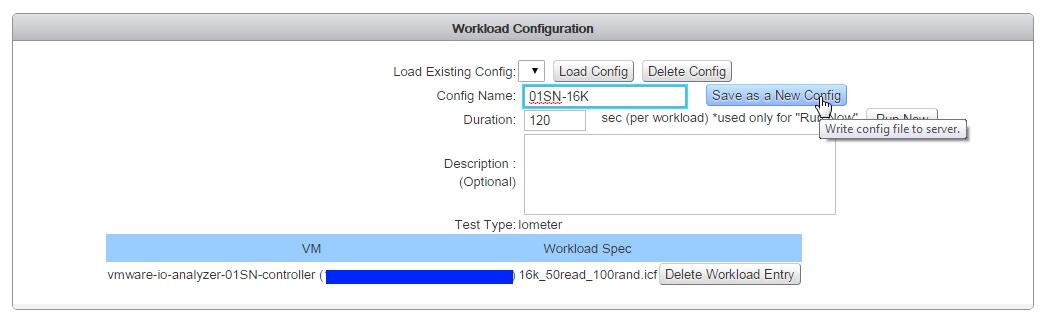 Workload Configuration
Load Existing Config: Load Config Delete Config
Config Name: 01SN-16K Save as a New Config
Duration: 120 sec (per workload) *used only for "Run Now" Run Now
Write config file to server.
Description :
(Optional)
Test Type: Iometer
VM Workload Spec
vmware-io-analyzer-01SN-controller ( ) 16k_50read_100rand.icf Delete Workload Entry